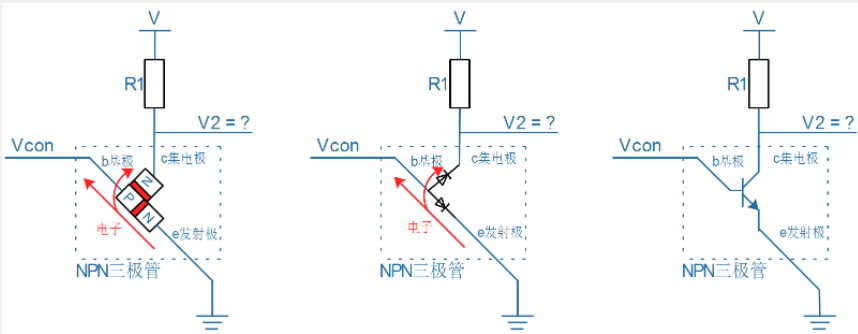 V
R1
V2 = ?
Vcon
b基极
c集电极
N
P
N
电子
e发射极
NPN三极管
V
R1
V2 = ?
Vcon
b基极
c集电极
电子
e发射极
NPN三极管
V
R1
V2 = ?
Vcon
b基极
c集电极
e发射极
NPN三极管